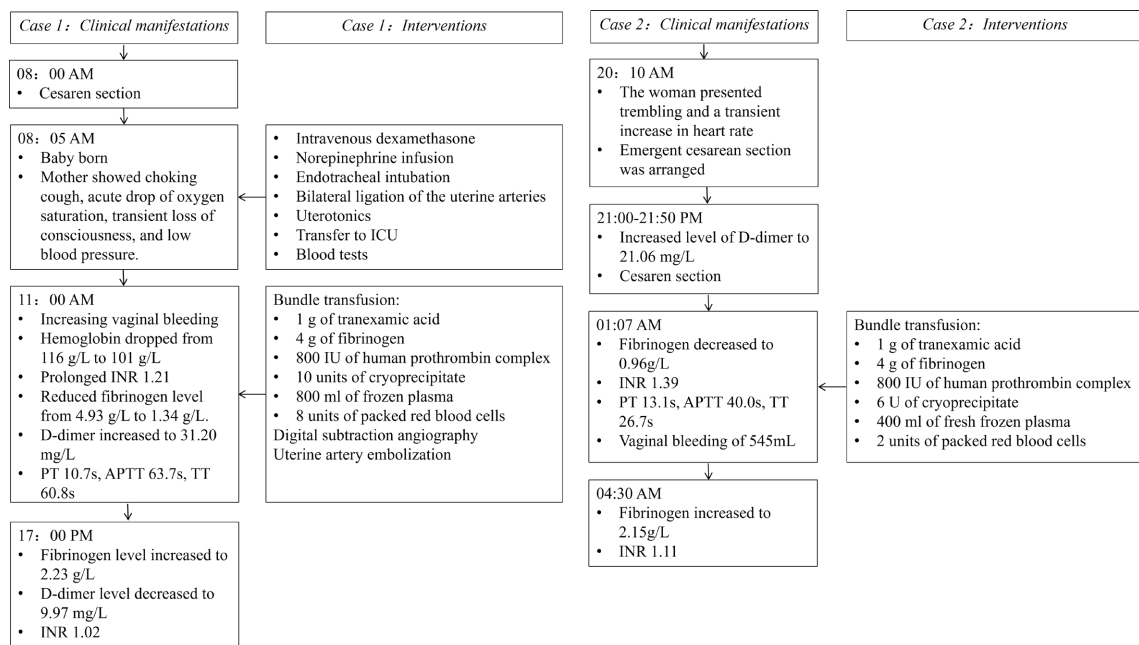 Case 1：Clinical manifestations
08：00 AM
• Cesaren section
08：05 AM
• Baby born
• Mother showed choking
cough, acute drop of oxygen
saturation, transient loss of
consciousness, and low
blood pressure.
11：00 AM
• Increasing vaginal bleeding
• Hemoglobin dropped from
116 g/L to 101 g/L
• Prolonged INR 1.21
• Reduced fibrinogen level
from 4.93 g/L to 1.34 g/L.
• D-dimer increased to 31.20
mg/L
• PT 10.7s, APTT 63.7s, TT
60.8s
17：00 PM
• Fibrinogen level increased to
2.23 g/L
• D-dimer level decreased to
9.97 mg/L
• INR 1.02
Case 1：Interventions
• Intravenous dexamethasone
• Norepinephrine infusion
• Endotracheal intubation
• Bilateral ligation of the uterine arteries
• Uterotonics
• Transfer to ICU
• Blood tests
Bundle transfusion:
• 1 g of tranexamic acid
• 4 g of fibrinogen
• 800 IU of human prothrombin complex
• 10 units of cryoprecipitate
• 800 ml of frozen plasma
• 8 units of packed red blood cells
Digital subtraction angiography
Uterine artery embolization
Case 2：Clinical manifestations
20：10 AM
• The woman presented
trembling and a transient
increase in heart rate
• Emergent cesarean section
was arranged
21:00-21:50 PM
• Increased level of D-dimer to
21.06 mg/L
• Cesaren section
01:07 AM
• Fibrinogen decreased to
0.96g/L
• INR 1.39
• PT 13.1s, APTT 40.0s, TT
26.7s
• Vaginal bleeding of 545mL
04:30 AM
• Fibrinogen increased to
2.15g/L
• INR 1.11
Case 2：Interventions
Bundle transfusion:
• 1 g of tranexamic acid
• 4 g of fibrinogen
• 800 IU of human prothrombin complex
• 6 U of cryoprecipitate
• 400 ml of fresh frozen plasma
• 2 units of packed red blood cells